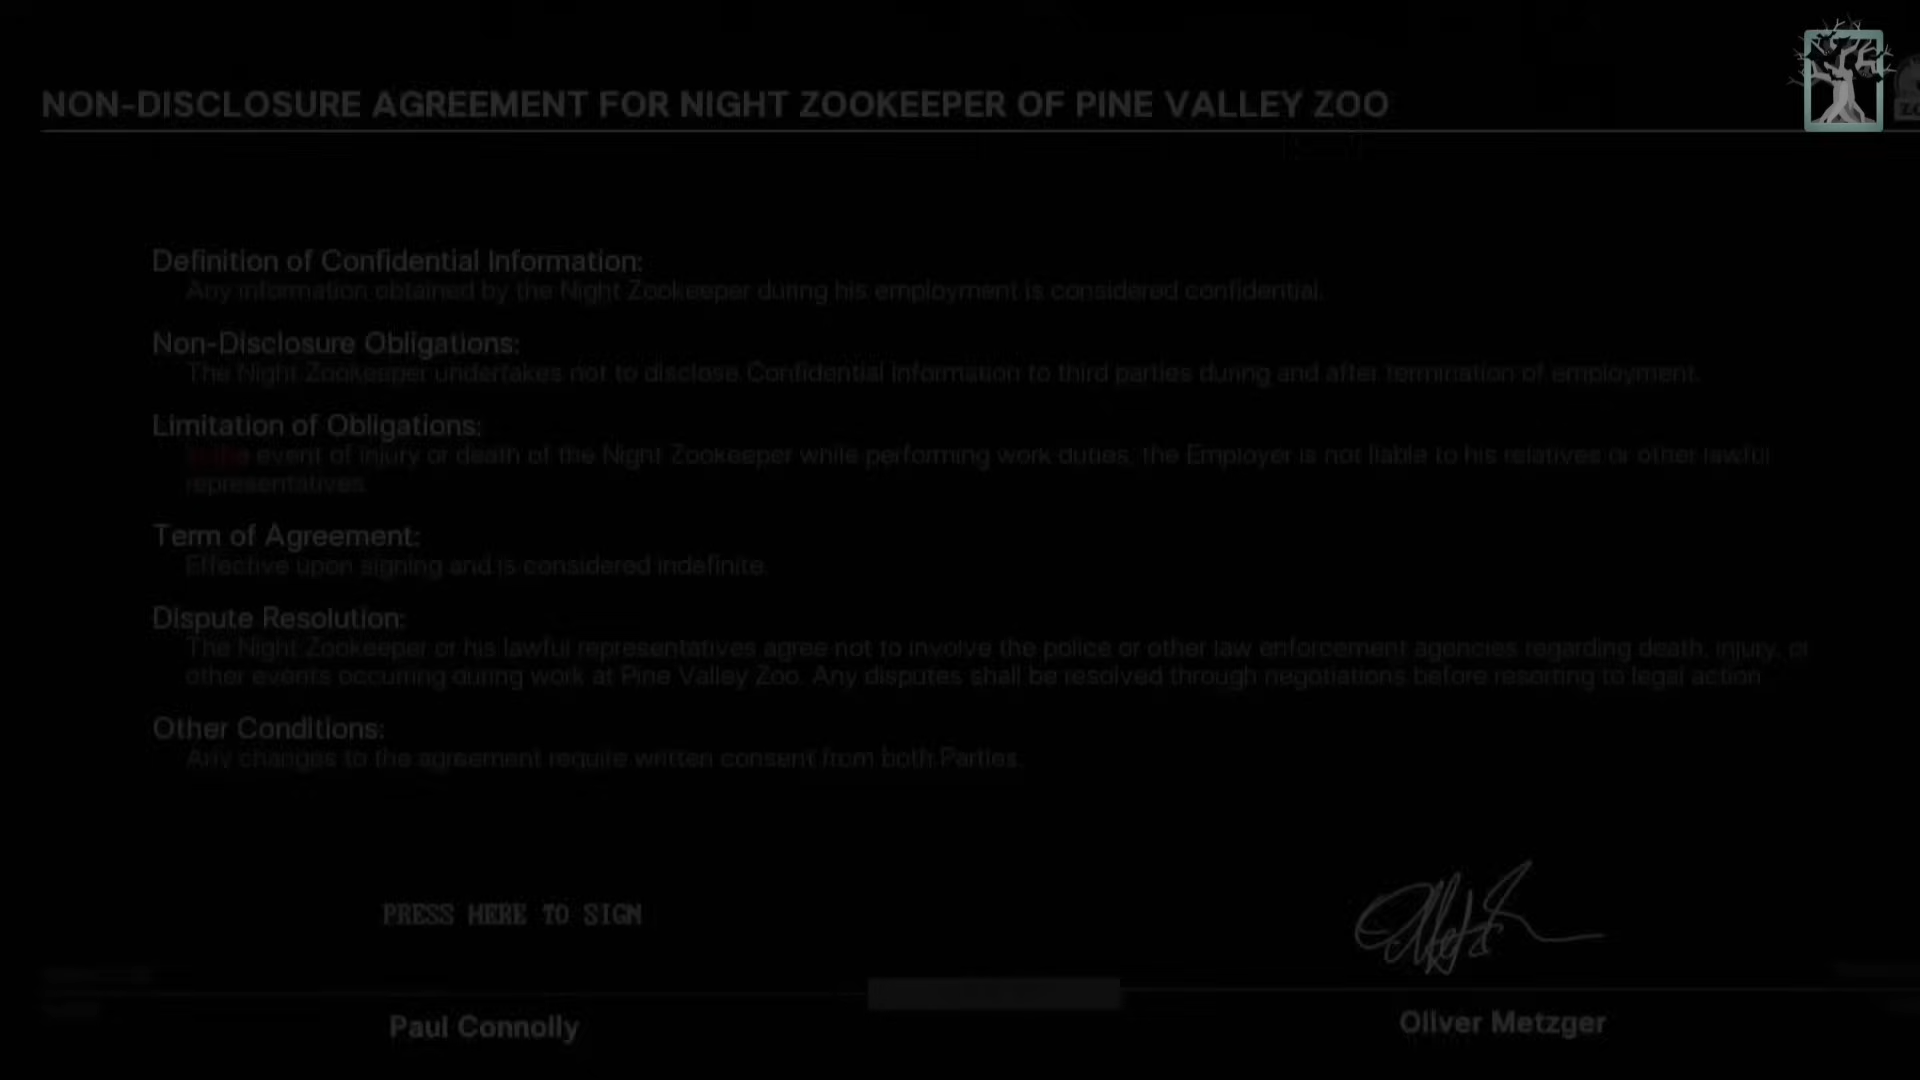 NON-DISCLOSURE AGREEMENT FOR NIGHT ZOOKEEPER OF PINE VALLEY ZOO
Definition of Confidential Information:
Any information obtained by the Night Zookeeper during his employment is considered confidential.
Non-Disclosure Obligations:
The Night Zookeeper undertakes not to disclose Confidential Information to third parties during and after termination of employment.
Limitation of Obligations:
In the event of injury or death of the Night Zookeeper while performing work duties, the Employer is not liable to his relatives or other lawful
representatives.
Term of Agreement:
Effective upon signing and is considered indefinite.
Dispute Resolution:
The Night Zookeeper or his lawful representatives agree not to involve the police or other law enforcement agencies regarding death, injury, or
other events occurring during work at Pine Valley Zoo. Any disputes shall be resolved through negotiations before resorting to legal action.
Other Conditions:
Any changes to the agreement require written consent from both Parties.
PRESS HERE TO SIGN
Paul Connolly
Oliver Metzger